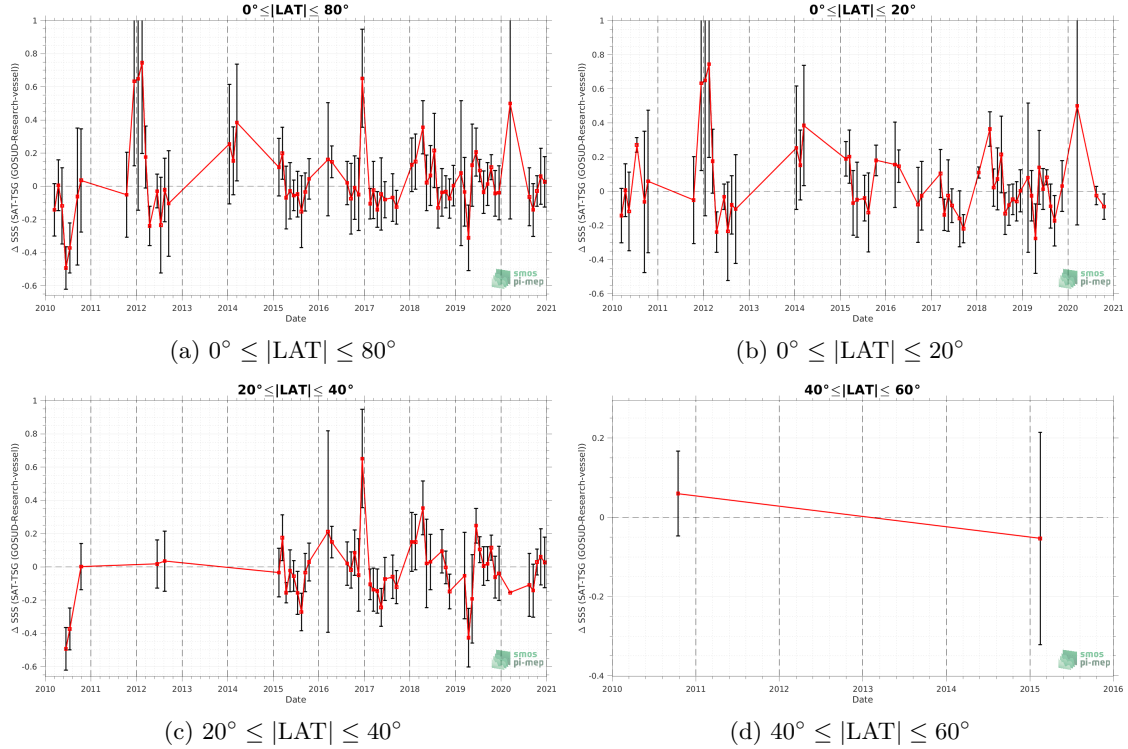 0°≤|LAT|≤ 80°
Δ SSS (SAT-TSG (GOSUD-Research-vessel))
1
0.8
0.6
0.4
0.2
0
-0.2
-0.4
-0.6
2010 2011 2012 2013 2014 2015 2016 2017 2018 2019 2020 2021
Date
smos
pi-mep
(a) 0° ≤ |LAT| ≤ 80°
0°≤|LAT|≤ 20°
Δ SSS (SAT-TSG (GOSUD-Research-vessel))
1
0.8
0.6
0.4
0.2
0
-0.2
-0.4
-0.6
2010 2011 2012 2013 2014 2015 2016 2017 2018 2019 2020 2021
Date
smos
pi-mep
(b) 0° ≤ |LAT| ≤ 20°
20°≤|LAT|≤ 40°
Δ SSS (SAT-TSG (GOSUD-Research-vessel))
1
0.8
0.6
0.4
0.2
0
-0.2
-0.4
-0.6
2010 2011 2012 2013 2014 2015 2016 2017 2018 2019 2020 2021
Date
smos
pi-mep
(c) 20° ≤ |LAT| ≤ 40°
40°≤|LAT|≤ 60°
Δ SSS (SAT-TSG (GOSUD-Research-vessel))
0.2
0
-0.2
-0.4
2010 2011 2012 2013 2014 2015 2016
Date
smos
pi-mep
(d) 40° ≤ |LAT| ≤ 60°